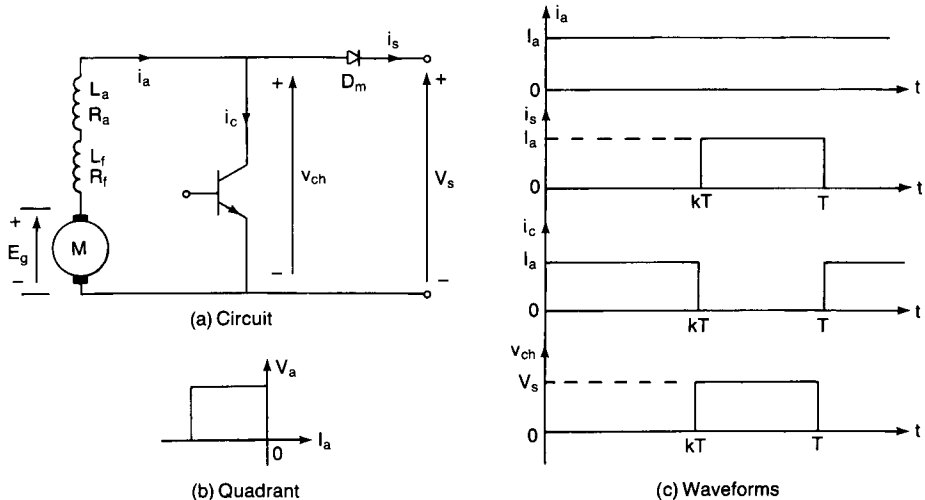 i_a
i_s
D_m
L_a
R_a
L_f
R_f
i_c
+
v_ch
−
+
V_s
−
+
E_g
−
M
(a) Circuit
V_a
0
I_a
(b) Quadrant
i_a
I_a
0
t
i_s
I_a
0
kT
T
t
i_c
I_a
0
kT
T
t
v_ch
V_s
0
kT
T
t
(c) Waveforms